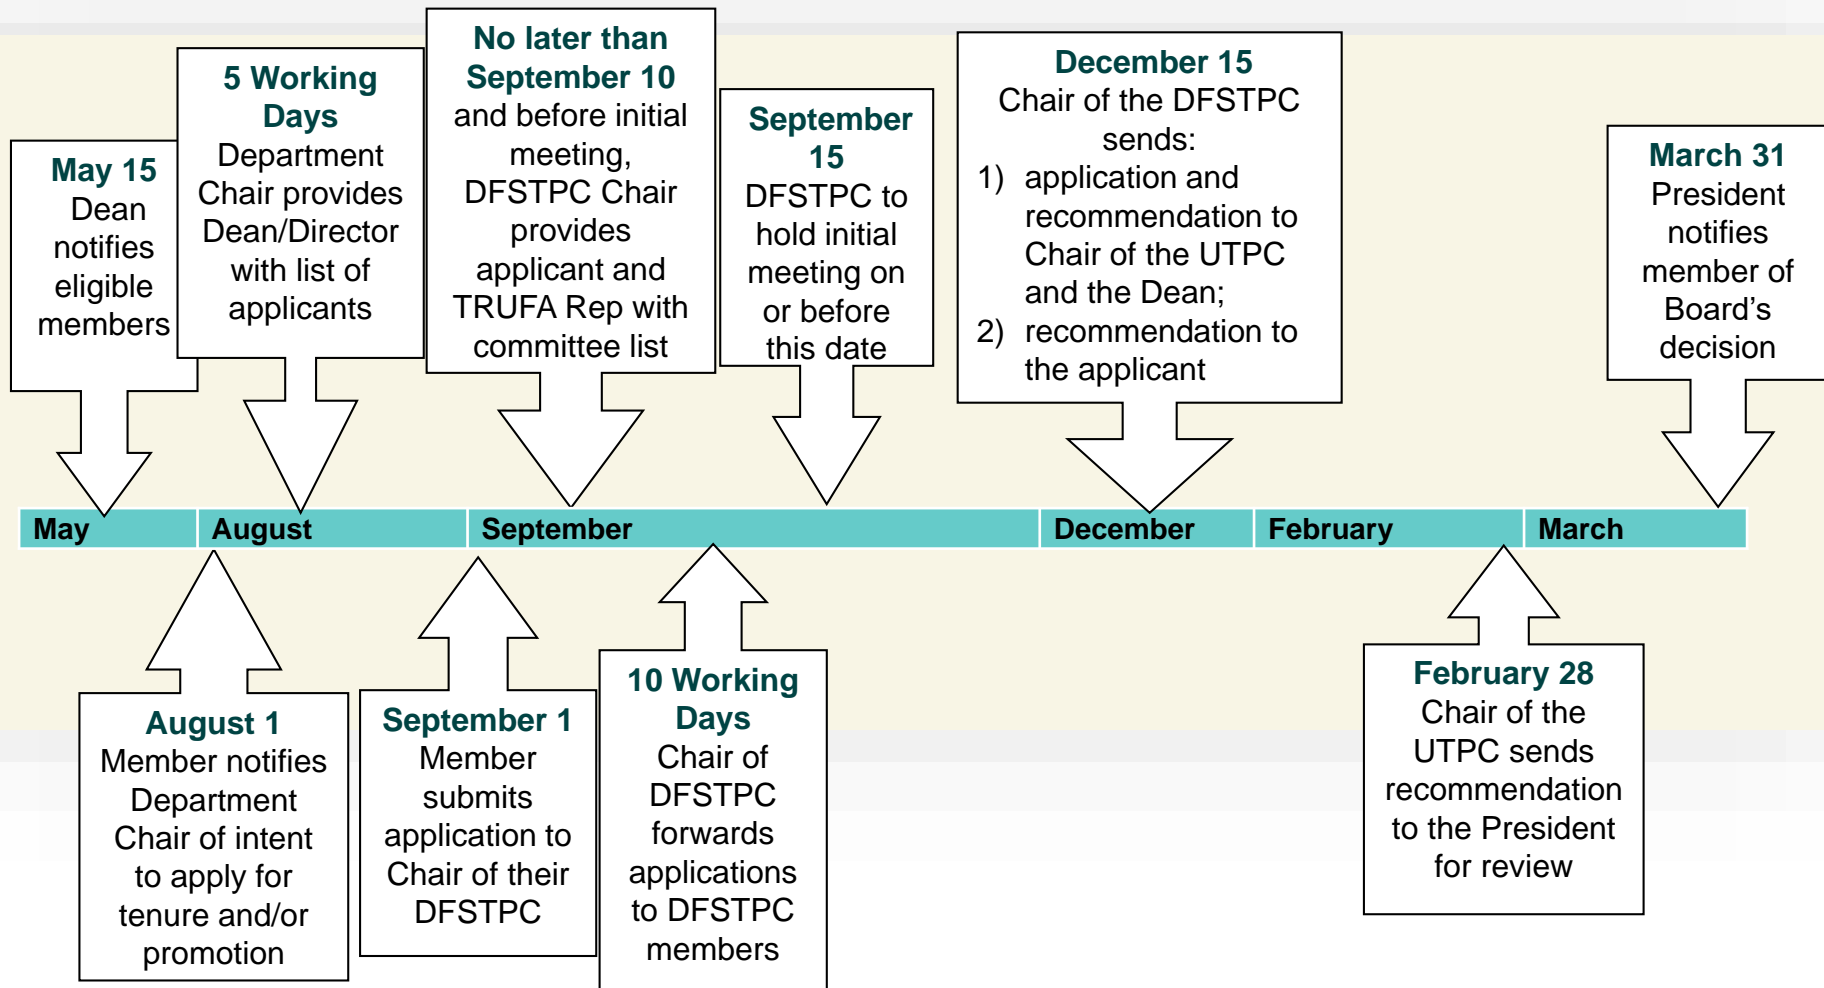 May 15
Dean
notifies
eligible
members
5 Working
Days
Department
Chair provides
Dean/Director
with list of
applicants
No later than
September 10
and before initial
meeting,
DFSTPC Chair
provides
applicant and
TRUFA Rep with
committee list
September
15
DFSTPC to
hold initial
meeting on
or before
this date
December 15
Chair of the DFSTPC
sends:
1) application and
recommendation to
Chair of the UTPC
and the Dean;
2) recommendation to
the applicant
March 31
President
notifies
member of
Board’s
decision
May August September December February March
August 1
Member notifies
Department
Chair of intent
to apply for
tenure and/or
promotion
September 1
Member
submits
application to
Chair of their
DFSTPC
10 Working
Days
Chair of
DFSTPC
forwards
applications
to DFSTPC
members
February 28
Chair of the
UTPC sends
recommendation
to the President
for review